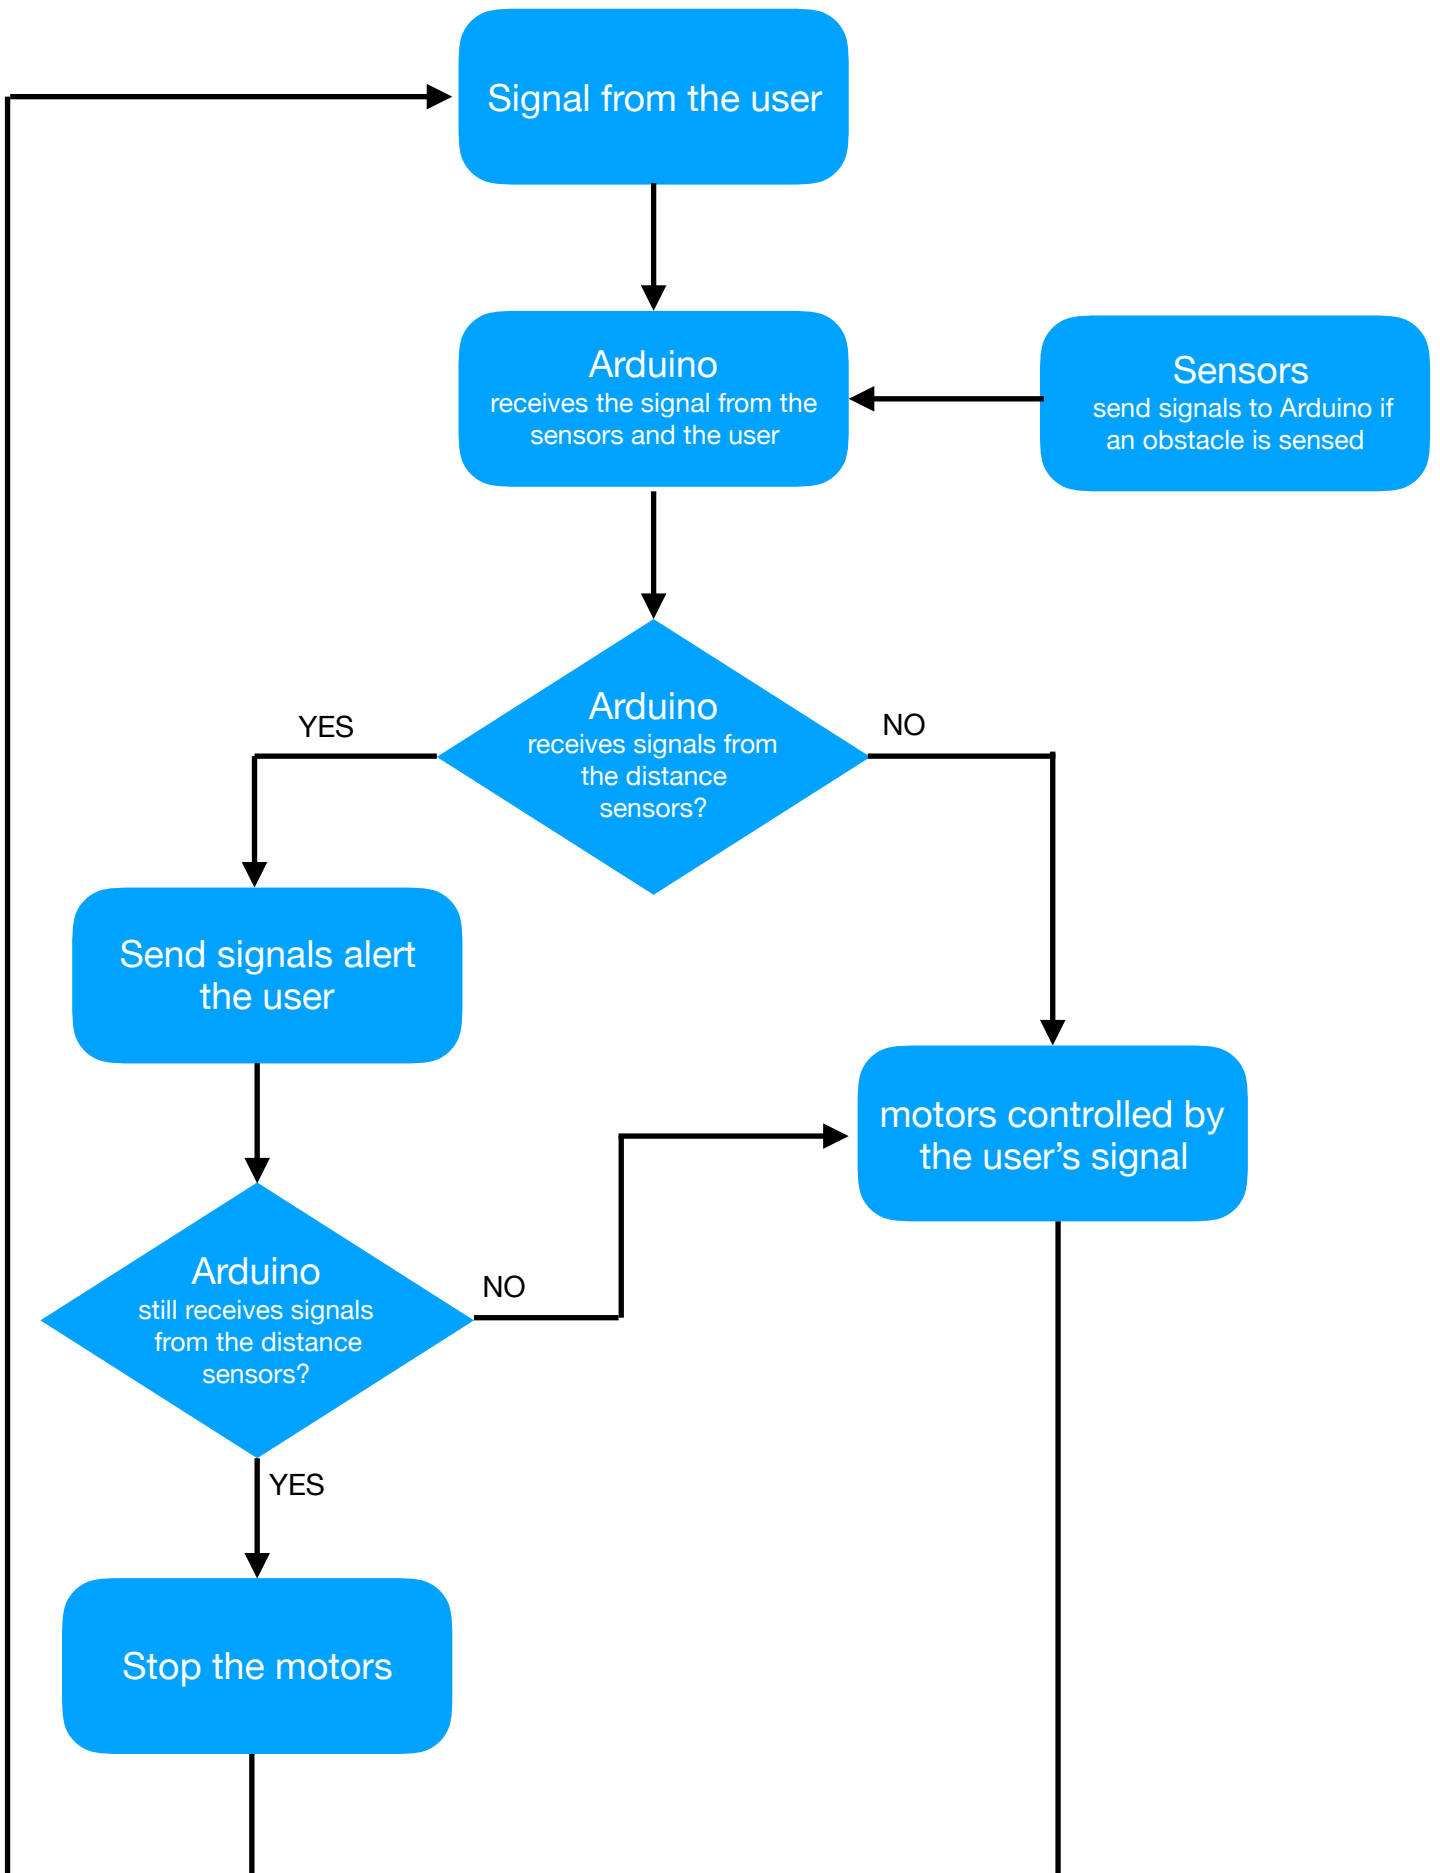 Signal from the user
Arduino
receives the signal from the
sensors and the user
Sensors
send signals to Arduino if
an obstacle is sensed
Arduino
receives signals from
the distance
sensors?
YES
NO
Send signals alert
the user
motors controlled by
the user’s signal
Arduino
still receives signals
from the distance
sensors?
NO
YES
Stop the motors